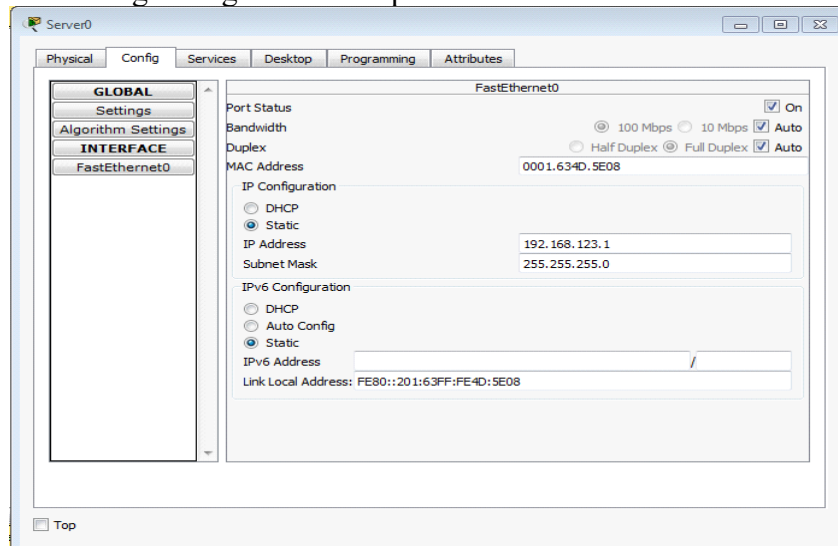 Server0
Physical Config Services Desktop Programming Attributes
GLOBAL
Settings
Algorithm Settings
INTERFACE
FastEthernet0
FastEthernet0
Port Status On
Bandwidth 100 Mbps 10 Mbps Auto
Duplex Half Duplex Full Duplex Auto
MAC Address 0001.634D.5E08
IP Configuration
DHCP
Static
IP Address 192.168.123.1
Subnet Mask 255.255.255.0
IPv6 Configuration
DHCP
Auto Config
Static
IPv6 Address /
Link Local Address: FE80::201:63FF:FE4D:5E08
Top